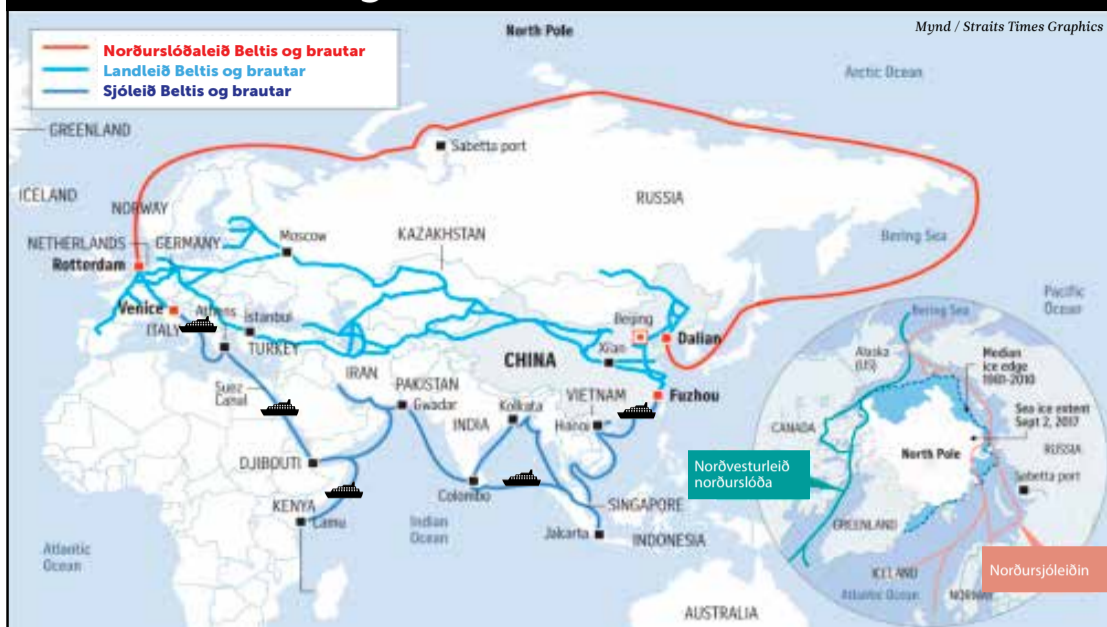 Mynd / Straits Times Graphics
Norðurslóðaleið Beltis og brautar
Landleið Beltis og brautar
Sjóleið Beltis og brautar
North Pole
Arctic Ocean
GREENLAND
Sabetta port
ICELAND
NORWAY
RUSSIA
NETHERLANDS
GERMANY
Moscow
KAZAKHSTAN
Bering Sea
Rotterdam
Pacific
Ocean
Venice
Athens
Istanbul
ITALY
TURKEY
Beijing
Dalian
Xian
CHINA
IRAN
PAKISTAN
Gwadar
Suez
Canal
Kolkata
VIETNAM
Fuzhou
INDIA
Hanoi
DJIBOUTI
Colombo
KENYA
Lamu
SINGAPORE
Indian
Ocean
Jakarta
INDONESIA
Atlantic
Ocean
AUSTRALIA
Bering Sea
Alaska
(US)
Median
ice edge
1981-2010
Sea ice extent
Sept 2, 2017
CANADA
North Pole
RUSSIA
Sabetta port
Norðvesturleið
norðurslóða
GREENLAND
Norðursjóleiðin
ICELAND
Atlantic Ocean
NORWAY